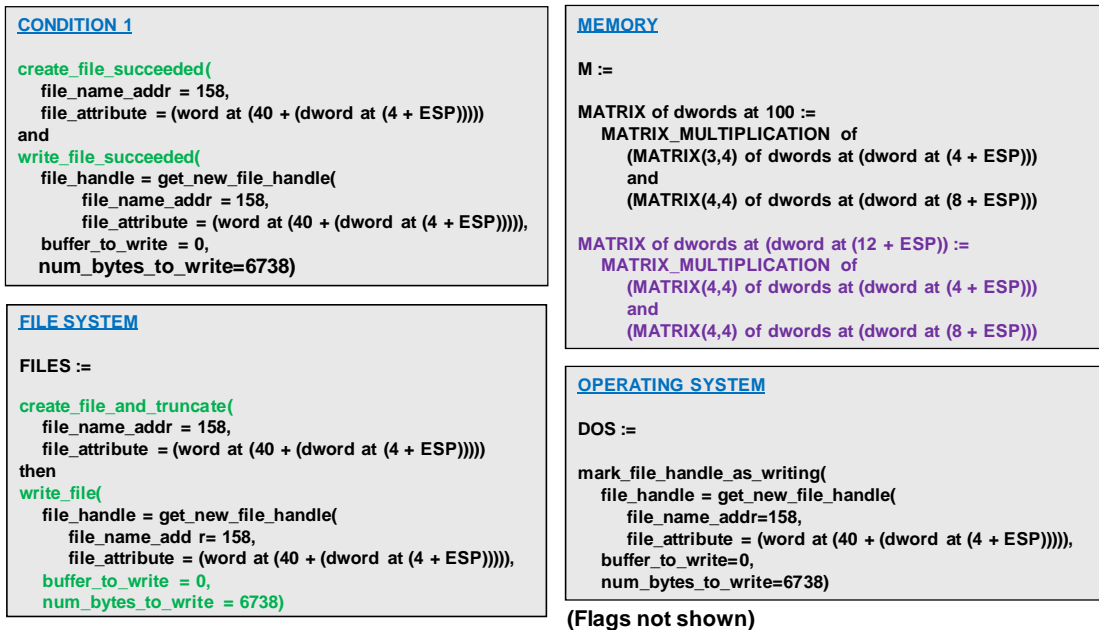 CONDITION 1
create_file_succeeded(
file_name_addr = 158,
file_attribute = (word at (40 + (dword at (4 + ESP)))))
and
write_file_succeeded(
file_handle = get_new_file_handle(
file_name_addr = 158,
file_attribute = (word at (40 + (dword at (4 + ESP))))),
buffer_to_write = 0,
num_bytes_to_write=6738)
FILE SYSTEM
FILES :=
create_file_and_truncate(
file_name_addr = 158,
file_attribute = (word at (40 + (dword at (4 + ESP)))))
then
write_file(
file_handle = get_new_file_handle(
file_name_add r= 158,
file_attribute = (word at (40 + (dword at (4 + ESP))))),
buffer_to_write = 0,
num_bytes_to_write = 6738)
MEMORY
M :=
MATRIX of dwords at 100 :=
MATRIX_MULTIPLICATION of
(MATRIX(3,4) of dwords at (dword at (4 + ESP)))
and
(MATRIX(4,4) of dwords at (dword at (8 + ESP)))
MATRIX of dwords at (dword at (12 + ESP)) :=
MATRIX_MULTIPLICATION of
(MATRIX(4,4) of dwords at (dword at (4 + ESP)))
and
(MATRIX(4,4) of dwords at (dword at (8 + ESP)))
OPERATING SYSTEM
DOS :=
mark_file_handle_as_writing(
file_handle = get_new_file_handle(
file_name_addr=158,
file_attribute = (word at (40 + (dword at (4 + ESP))))),
buffer_to_write=0,
num_bytes_to_write=6738)
(Flags not shown)